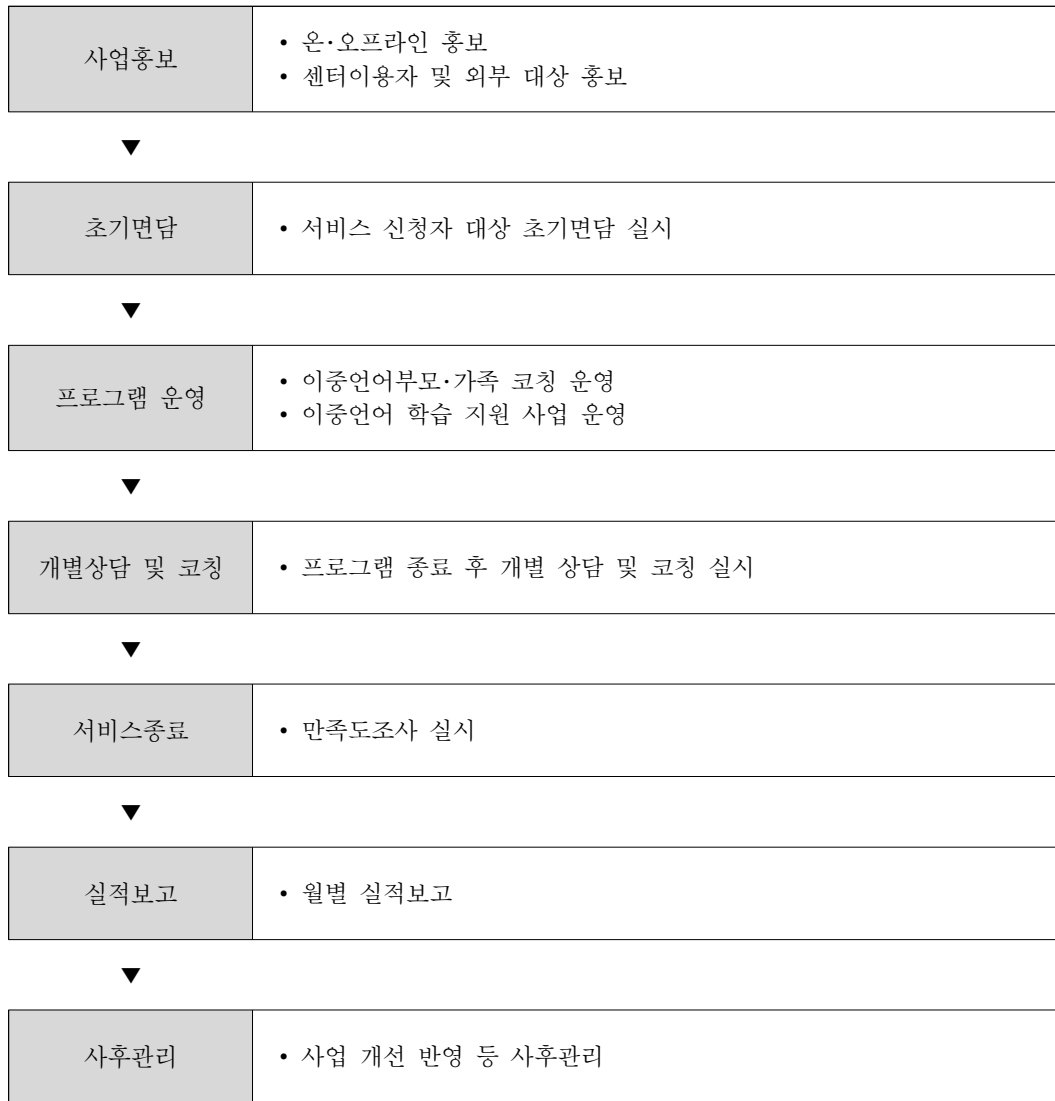 사업홍보
• 온·오프라인 홍보
• 센터이용자 및 외부 대상 홍보
▼
초기면담
• 서비스 신청자 대상 초기면담 실시
▼
프로그램 운영
• 이중언어부모·가족 코칭 운영
• 이중언어 학습 지원 사업 운영
▼
개별상담 및 코칭
• 프로그램 종료 후 개별 상담 및 코칭 실시
▼
서비스종료
• 만족도조사 실시
▼
실적보고
• 월별 실적보고
▼
사후관리
• 사업 개선 반영 등 사후관리